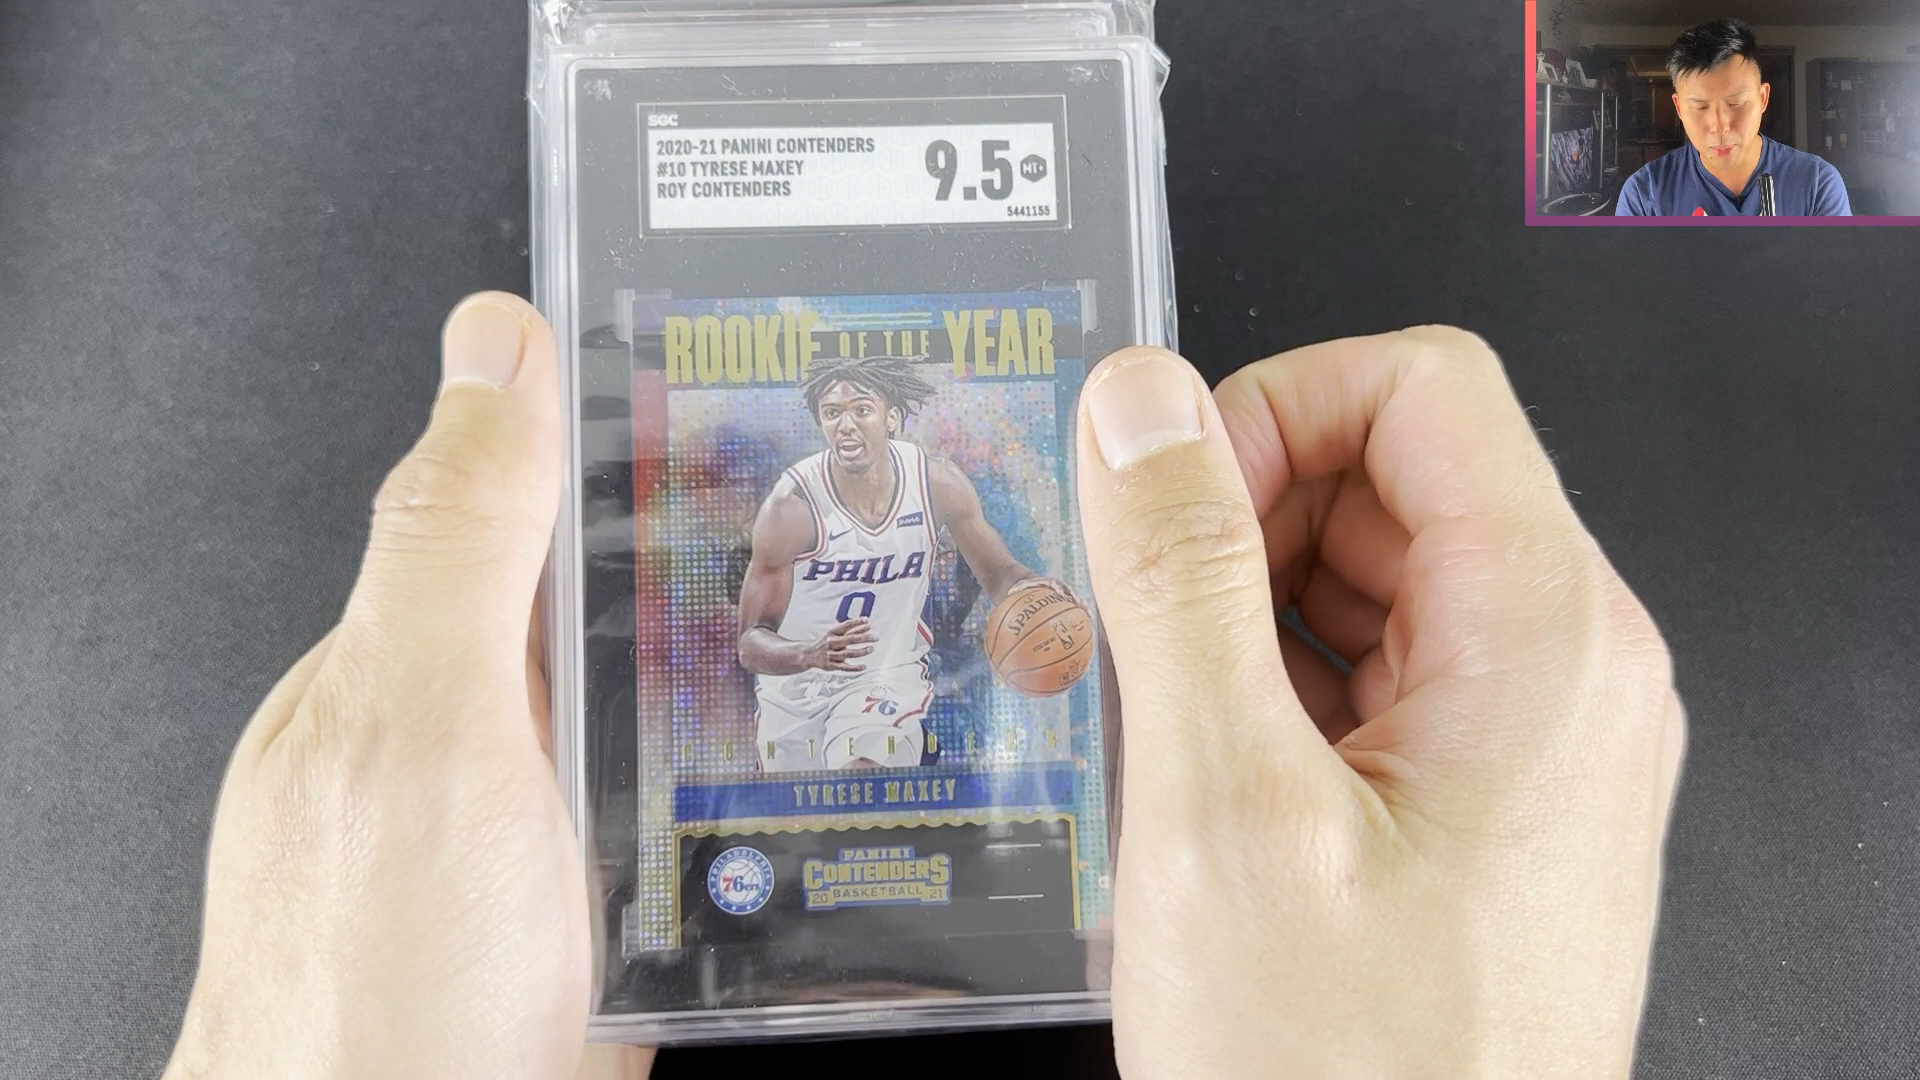 SGC
2020-21 PANINI CONTENDERS
#10 TYRESE MAXEY
ROY CONTENDERS
9.5 MT+
5441155
ROOKIE OF THE YEAR
PHILA
0
SPALDING
76
CONTENDERS
TYRESE MAXEY
PHILADELPHIA
76ERS
PANINI
CONTENDERS
20 BASKETBALL 21